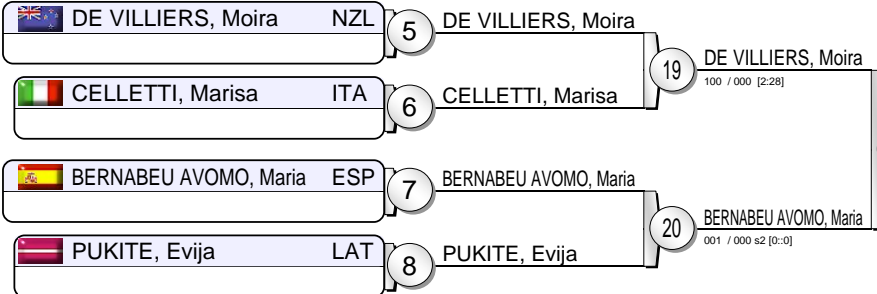 DE VILLIERS, Moira NZL
5 DE VILLIERS, Moira
19 DE VILLIERS, Moira
100 / 000 [2:28]
CELLETTI, Marisa ITA
6 CELLETTI, Marisa
BERNABEU AVOMO, Maria ESP
7 BERNABEU AVOMO, Maria
20 BERNABEU AVOMO, Maria
001 / 000 s2 [0::0]
PUKITE, Evija LAT
8 PUKITE, Evija